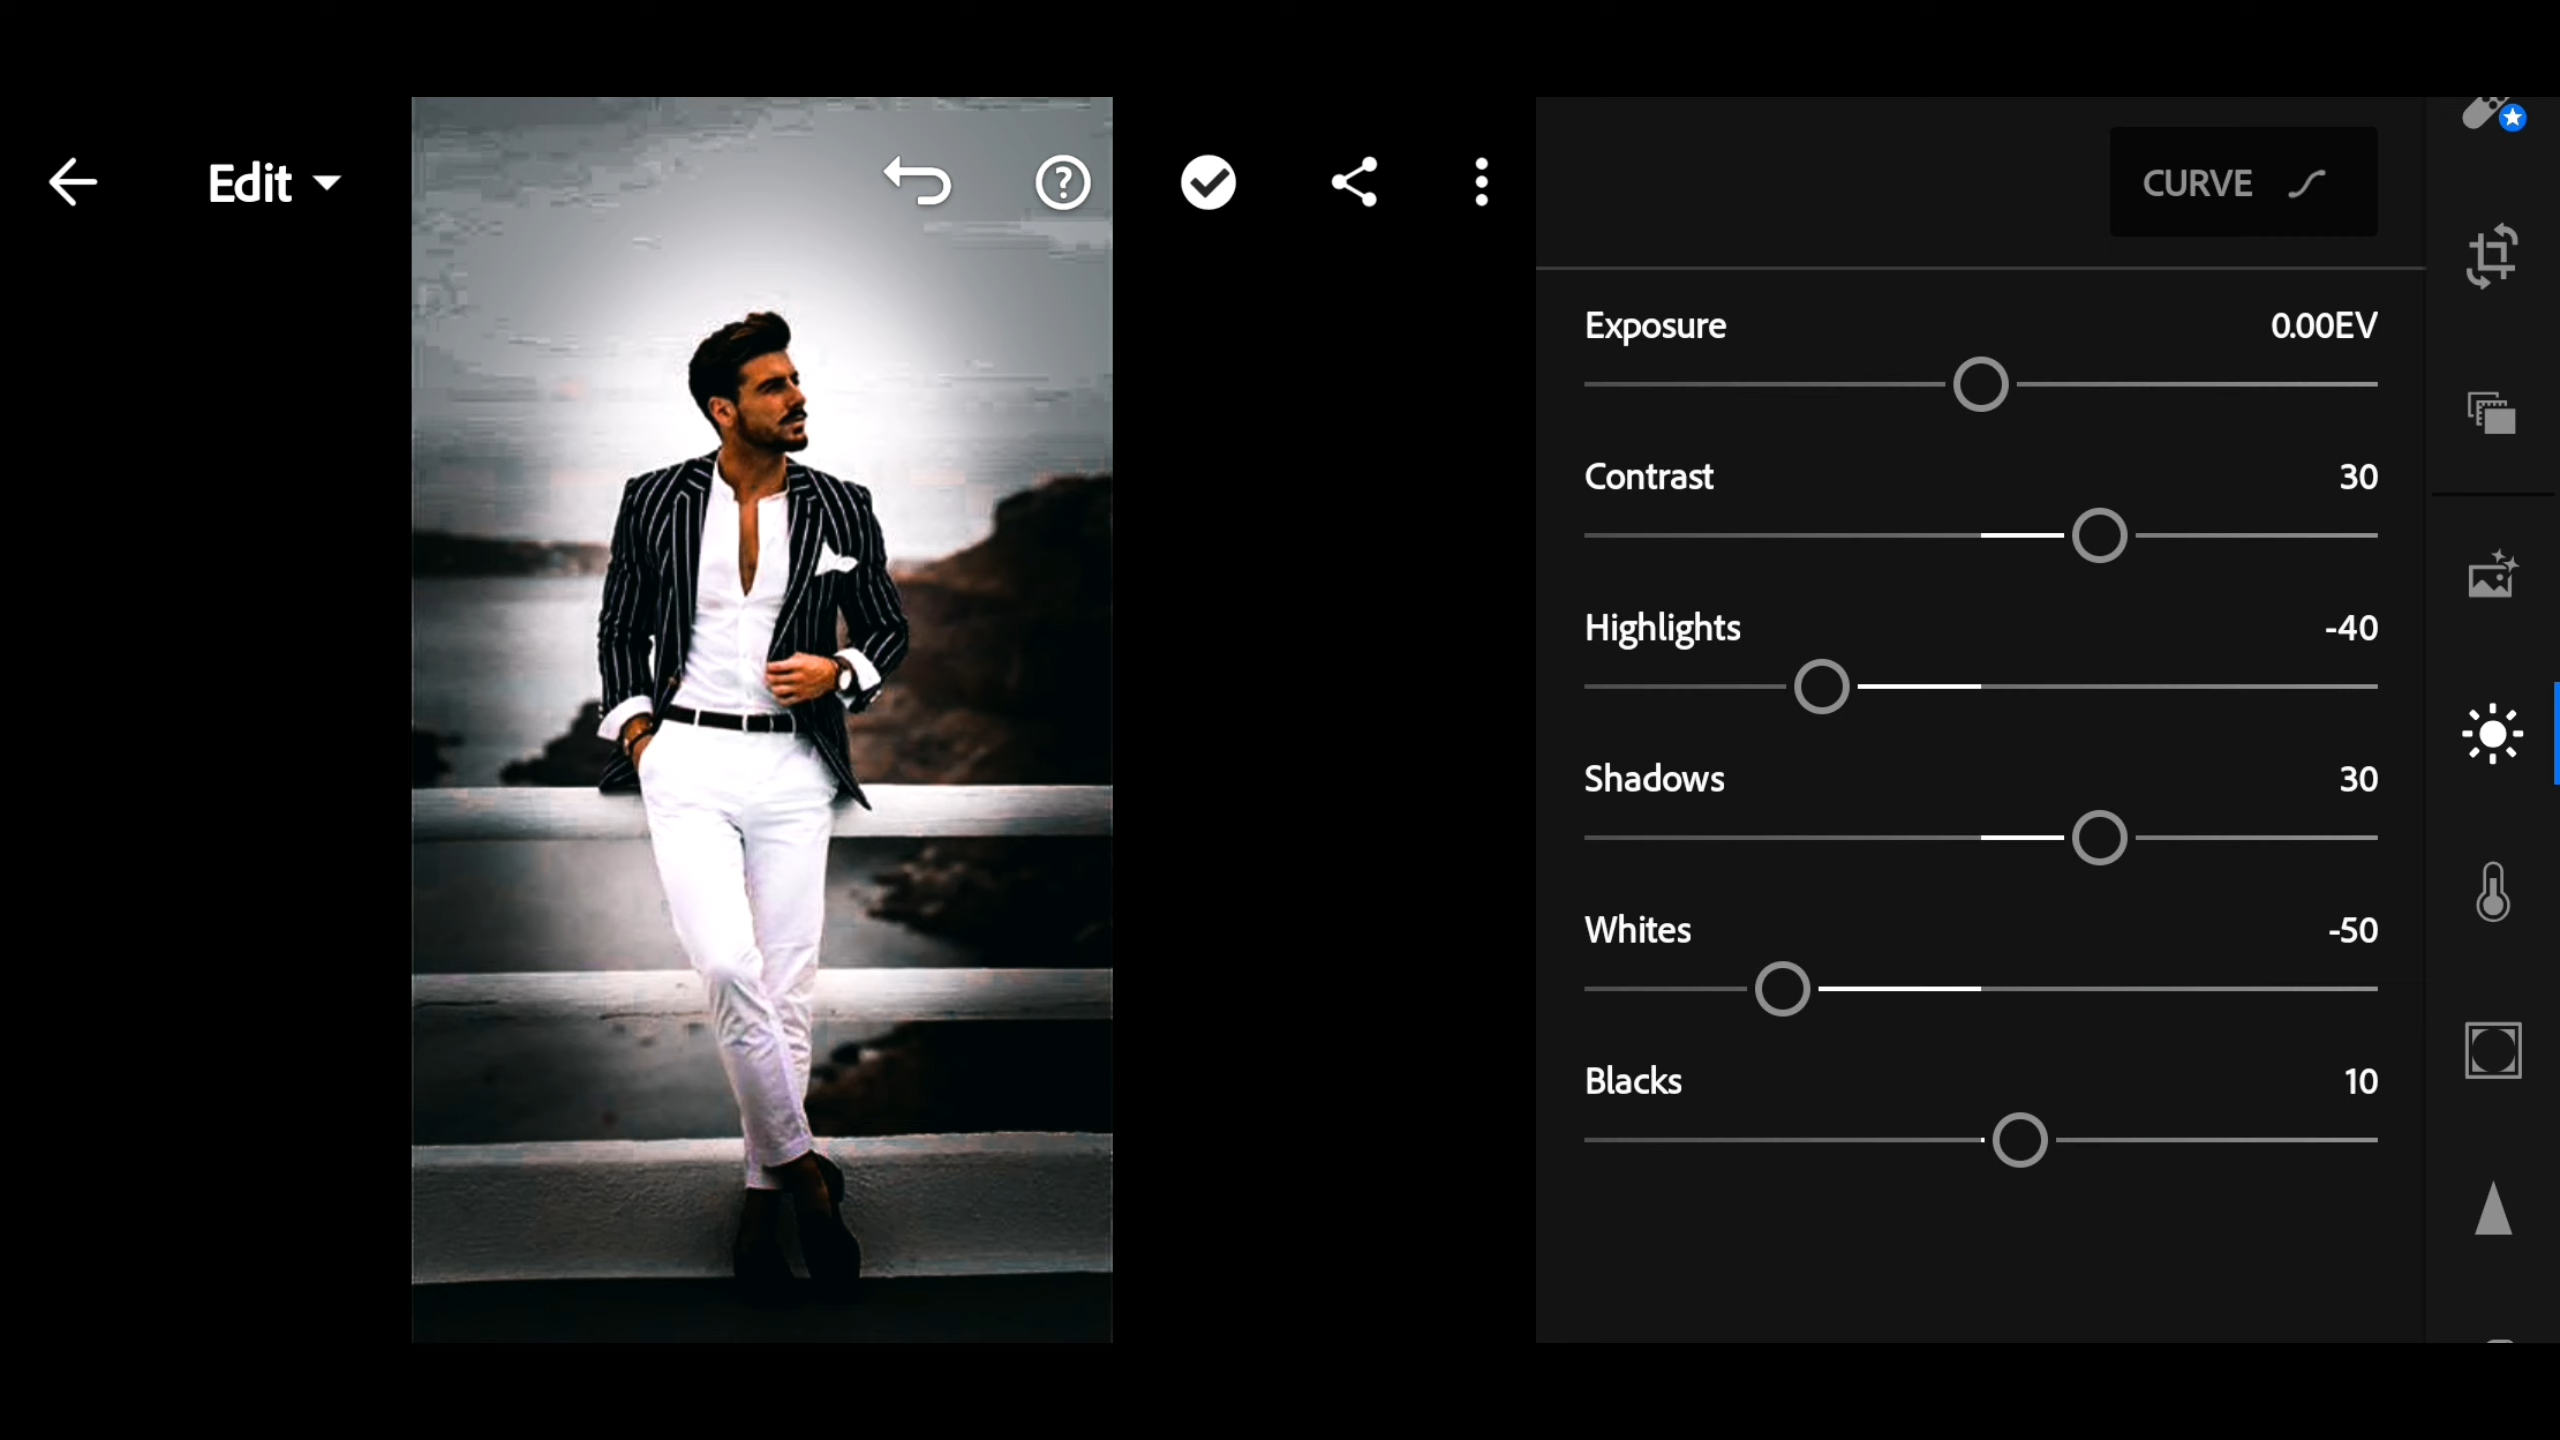 Edit
CURVE
Exposure 0.00EV
Contrast 30
Highlights -40
Shadows 30
Whites -50
Blacks 10